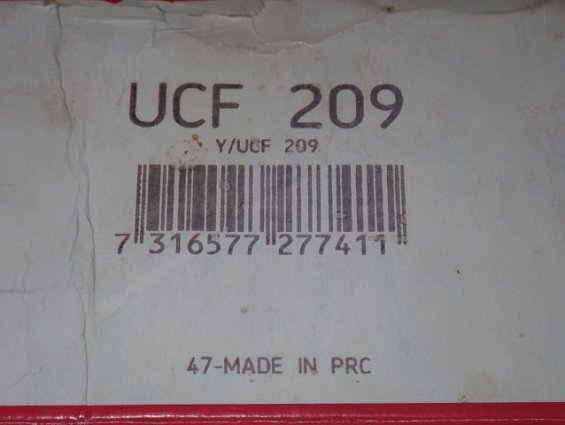 UCF 209
Y/UCF 209
7 316577 277411
47-MADE IN PRC